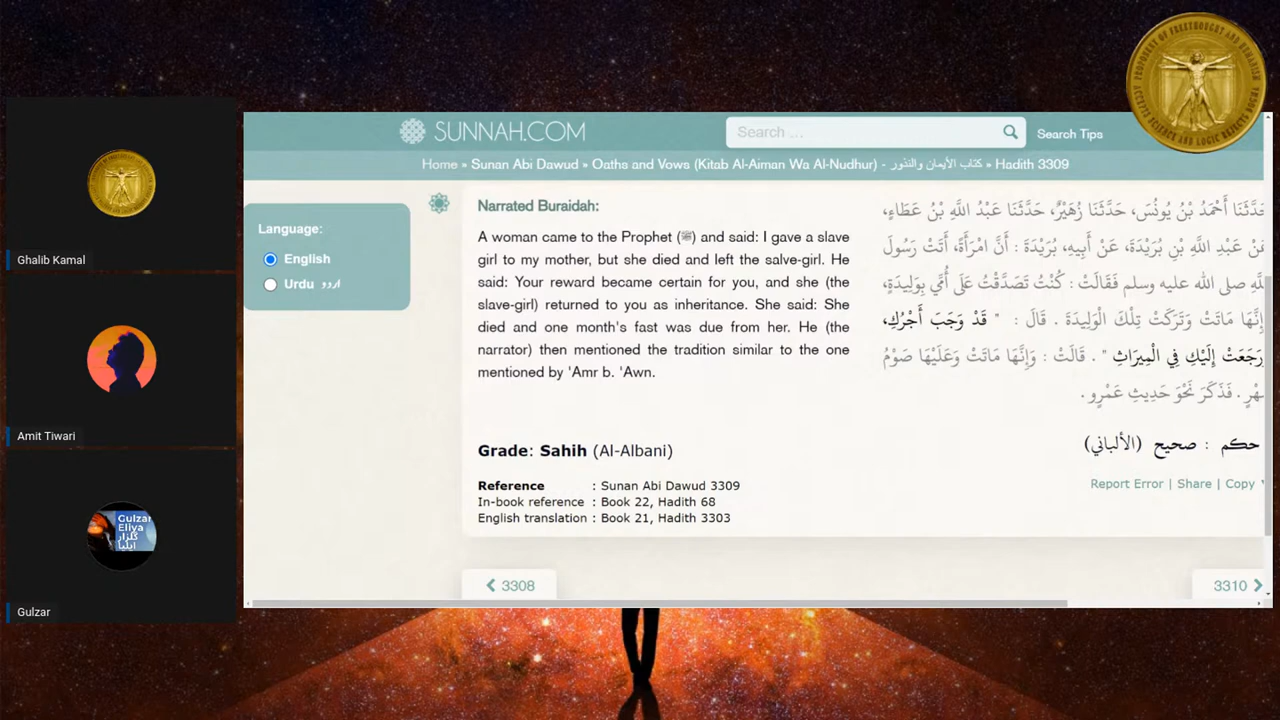 SUNNAH.COM
Search ...
Search Tips
Home » Sunan Abi Dawud » Oaths and Vows (Kitab Al-Aiman Wa Al-Nudhur) - كتاب الأيمان والنذور » Hadith 3309
Language:
English
Urdu اردو
Narrated Buraidah:
A woman came to the Prophet (ﷺ) and said: I gave a slave
girl to my mother, but she died and left the salve-girl. He
said: Your reward became certain for you, and she (the
slave-girl) returned to you as inheritance. She said: She
died and one month's fast was due from her. He (the
narrator) then mentioned the tradition similar to the one
mentioned by 'Amr b. 'Awn.
حَدَّثَنَا أَحْمَدُ بْنُ يُونُسَ، حَدَّثَنَا زُهَيْرٌ، حَدَّثَنَا عَبْدُ اللَّهِ بْنُ عَطَاءٍ،
عَنْ عَبْدِ اللَّهِ بْنِ بُرَيْدَةَ، عَنْ أَبِيهِ، بُرَيْدَةَ : أَنَّ امْرَأَةً، أَتَتْ رَسُولَ
اللَّهِ صلى الله عليه وسلم فَقَالَتْ : كُنْتُ تَصَدَّقْتُ عَلَى أُمِّي بِوَلِيدَةٍ،
وَإِنَّهَا مَاتَتْ وَتَرَكَتْ تِلْكَ الْوَلِيدَةَ . قَالَ : " قَدْ وَجَبَ أَجْرُكِ،
وَرَجَعَتْ إِلَيْكِ فِي الْمِيرَاثِ " . قَالَتْ : وَإِنَّهَا مَاتَتْ وَعَلَيْهَا صَوْمُ
شَهْرٍ . فَذَكَرَ نَحْوَ حَدِيثِ عَمْرٍو .
Grade: Sahih (Al-Albani)
حكم : صحيح (الألباني)
Reference : Sunan Abi Dawud 3309
In-book reference : Book 22, Hadith 68
English translation : Book 21, Hadith 3303
Report Error | Share | Copy
3308
3310
Ghalib Kamal
Amit Tiwari
Gulzar
Eliya
گلزار
ایلیا
Gulzar